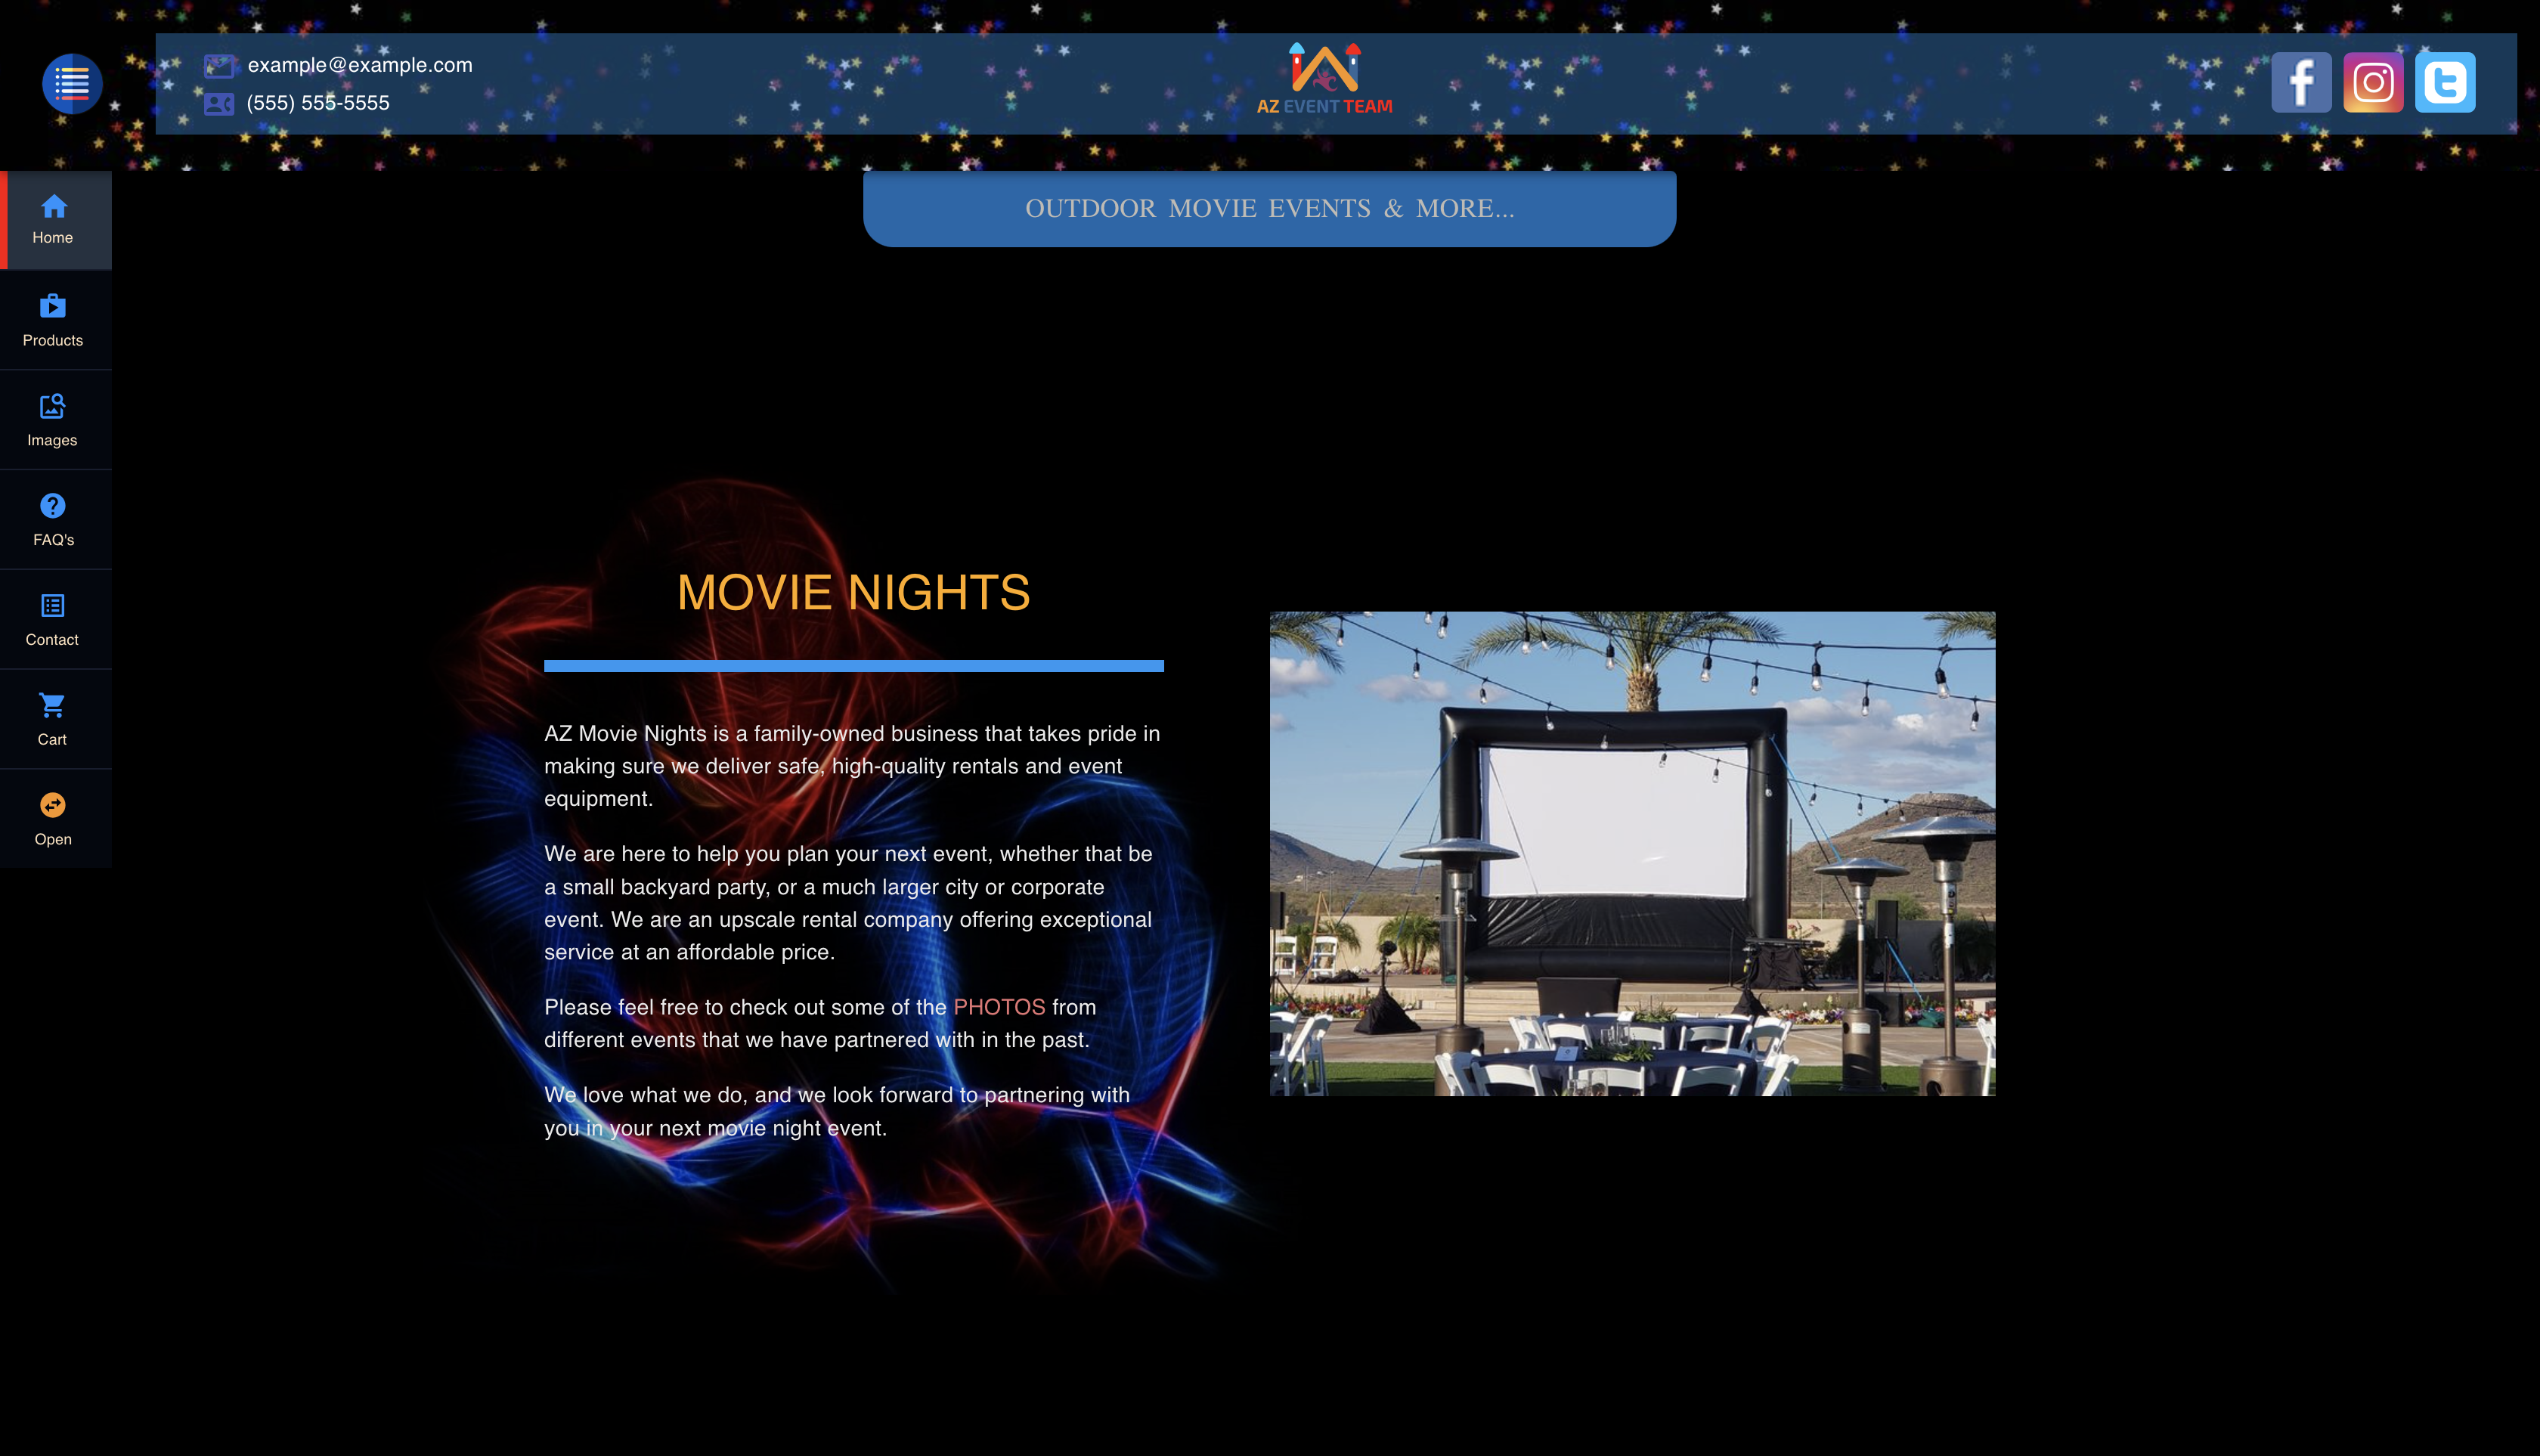 example@example.com
(555) 555-5555
AZ EVENT TEAM
OUTDOOR MOVIE EVENTS & MORE...
Home
Products
Images
FAQ's
Contact
Cart
Open
MOVIE NIGHTS
AZ Movie Nights is a family-owned business that takes pride in
making sure we deliver safe, high-quality rentals and event
equipment.
We are here to help you plan your next event, whether that be
a small backyard party, or a much larger city or corporate
event. We are an upscale rental company offering exceptional
service at an affordable price.
Please feel free to check out some of the PHOTOS from
different events that we have partnered with in the past.
We love what we do, and we look forward to partnering with
you in your next movie night event.